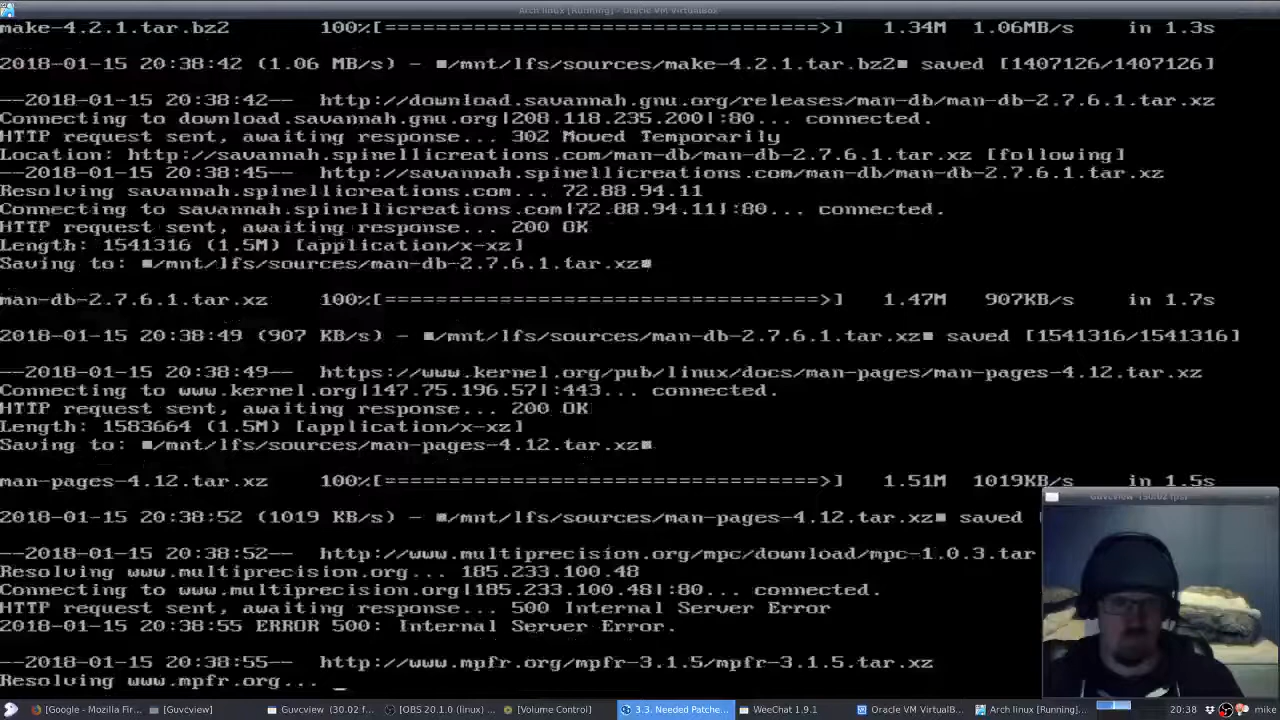 Arch linux [Running] - Oracle VM VirtualBox
make-4.2.1.tar.bz2 100%[==================================>] 1.34M 1.06MB/s in 1.3s
2018-01-15 20:38:42 (1.06 MB/s) - ■/mnt/lfs/sources/make-4.2.1.tar.bz2■ saved [1407126/1407126]
--2018-01-15 20:38:42-- http://download.savannah.gnu.org/releases/man-db/man-db-2.7.6.1.tar.xz
Connecting to download.savannah.gnu.org|208.118.235.200|:80... connected.
HTTP request sent, awaiting response... 302 Moved Temporarily
Location: http://savannah.spinellicreations.com/man-db/man-db-2.7.6.1.tar.xz [following]
--2018-01-15 20:38:45-- http://savannah.spinellicreations.com/man-db/man-db-2.7.6.1.tar.xz
Resolving savannah.spinellicreations.com... 72.88.94.11
Connecting to savannah.spinellicreations.com|72.88.94.11|:80... connected.
HTTP request sent, awaiting response... 200 OK
Length: 1541316 (1.5M) [application/x-xz]
Saving to: ■/mnt/lfs/sources/man-db-2.7.6.1.tar.xz■
man-db-2.7.6.1.tar.xz 100%[==================================>] 1.47M 907KB/s in 1.7s
2018-01-15 20:38:49 (907 KB/s) - ■/mnt/lfs/sources/man-db-2.7.6.1.tar.xz■ saved [1541316/1541316]
--2018-01-15 20:38:49-- https://www.kernel.org/pub/linux/docs/man-pages/man-pages-4.12.tar.xz
Connecting to www.kernel.org|147.75.196.57|:443... connected.
HTTP request sent, awaiting response... 200 OK
Length: 1583664 (1.5M) [application/x-xz]
Saving to: ■/mnt/lfs/sources/man-pages-4.12.tar.xz■
man-pages-4.12.tar.xz 100%[==================================>] 1.51M 1019KB/s in 1.5s
Guvcview (30.02 fps)
2018-01-15 20:38:52 (1019 KB/s) - ■/mnt/lfs/sources/man-pages-4.12.tar.xz■ saved [
--2018-01-15 20:38:52-- http://www.multiprecision.org/mpc/download/mpc-1.0.3.tar
Resolving www.multiprecision.org... 185.233.100.48
Connecting to www.multiprecision.org|185.233.100.48|:80... connected.
HTTP request sent, awaiting response... 500 Internal Server Error
2018-01-15 20:38:55 ERROR 500: Internal Server Error.
--2018-01-15 20:38:55-- http://www.mpfr.org/mpfr-3.1.5/mpfr-3.1.5.tar.xz
Resolving www.mpfr.org... _
[Google - Mozilla Fir... [Guvcview] Guvcview (30.02 f... [OBS 20.1.0 (linux) ... [Volume Control] 3.3. Needed Patche... WeeChat 1.9.1 Oracle VM VirtualB... Arch linux [Running]... 20:38 mike